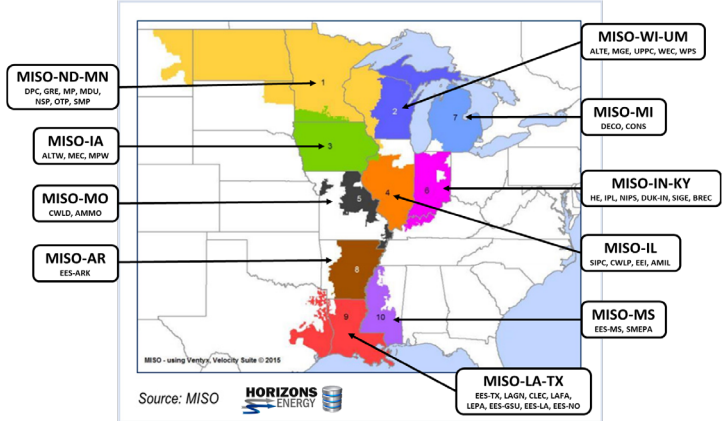 MISO-ND-MN
DPC, GRE, MP, MDU,
NSP, OTP, SMP
MISO-IA
ALTW, MEC, MPW
MISO-MO
CWLD, AMMO
MISO-AR
EES-ARK
1
2
3
4
5
6
7
8
9
10
MISO-WI-UM
ALTE, MGE, UPPC, WEC, WPS
MISO-MI
DECO, CONS
MISO-IN-KY
HE, IPL, NIPS, DUK-IN, SIGE, BREC
MISO-IL
SIPC, CWLP, EEI, AMIL
MISO-MS
EES-MS, SMEPA
MISO-LA-TX
EES-TX, LAGN, CLEC, LAFA,
LEPA, EES-GSU, EES-LA, EES-NO
MISO - using Ventyx, Velocity Suite © 2015
Source: MISO
HORIZONS
ENERGY